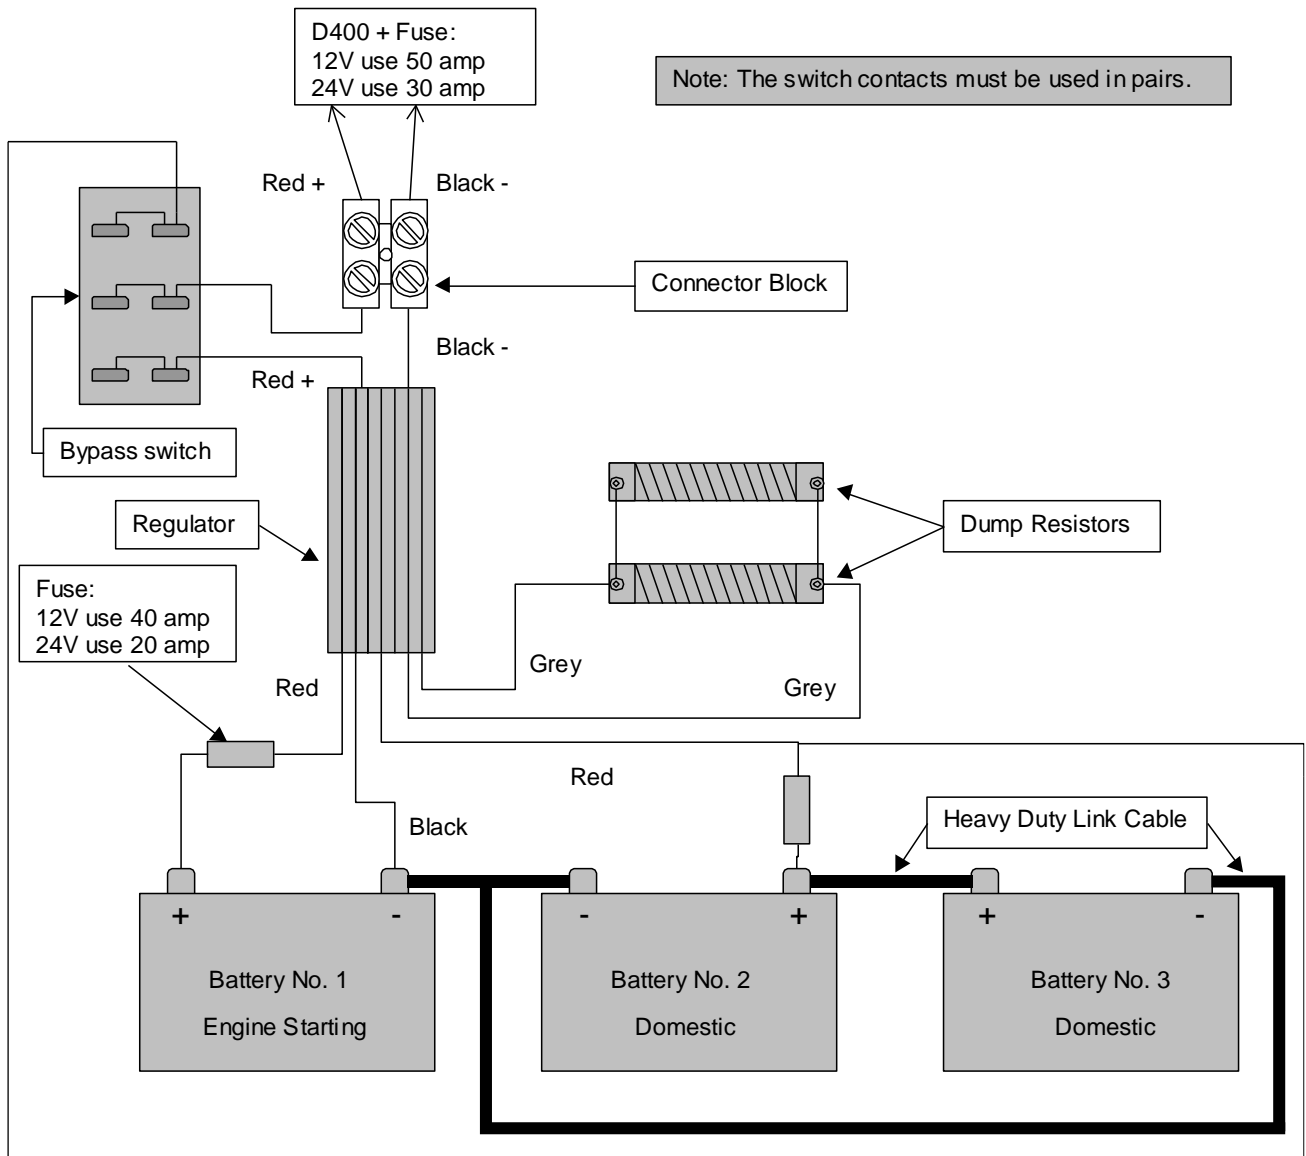 D400 + Fuse:
12V use 50 amp
24V use 30 amp
Note: The switch contacts must be used in pairs.
Red +
Black -
Connector Block
Black -
Red +
Bypass switch
Regulator
Dump Resistors
Fuse:
12V use 40 amp
24V use 20 amp
Grey
Red
Grey
Red
Heavy Duty Link Cable
Black
+
-
-
+
+
-
Battery No. 1
Engine Starting
Battery No. 2
Domestic
Battery No. 3
Domestic